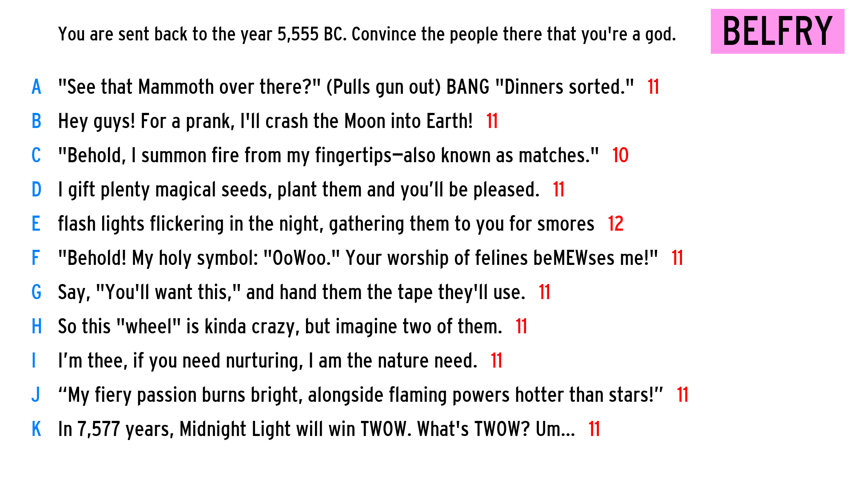 You are sent back to the year 5,555 BC. Convince the people there that you're a god.
BELFRY
A "See that Mammoth over there?" (Pulls gun out) BANG "Dinners sorted." 11
B Hey guys! For a prank, I'll crash the Moon into Earth! 11
C "Behold, I summon fire from my fingertips—also known as matches." 10
D I gift plenty magical seeds, plant them and you’ll be pleased. 11
E flash lights flickering in the night, gathering them to you for smores 12
F "Behold! My holy symbol: "OoWoo." Your worship of felines beMEWses me!" 11
G Say, "You'll want this," and hand them the tape they'll use. 11
H So this "wheel" is kinda crazy, but imagine two of them. 11
I I’m thee, if you need nurturing, I am the nature need. 11
J “My fiery passion burns bright, alongside flaming powers hotter than stars!” 11
K In 7,577 years, Midnight Light will win TWOW. What's TWOW? Um... 11